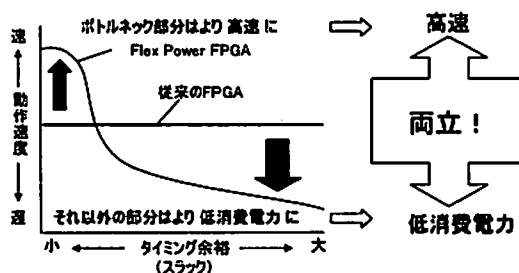 ボトルネック部分はより高速に
Flex Power FPGA
従来のFPGA
速
動作速度
遅
それ以外の部分はより低消費電力に
小
タイミング余裕
(スラック)
大
高速
両立！
低消費電力